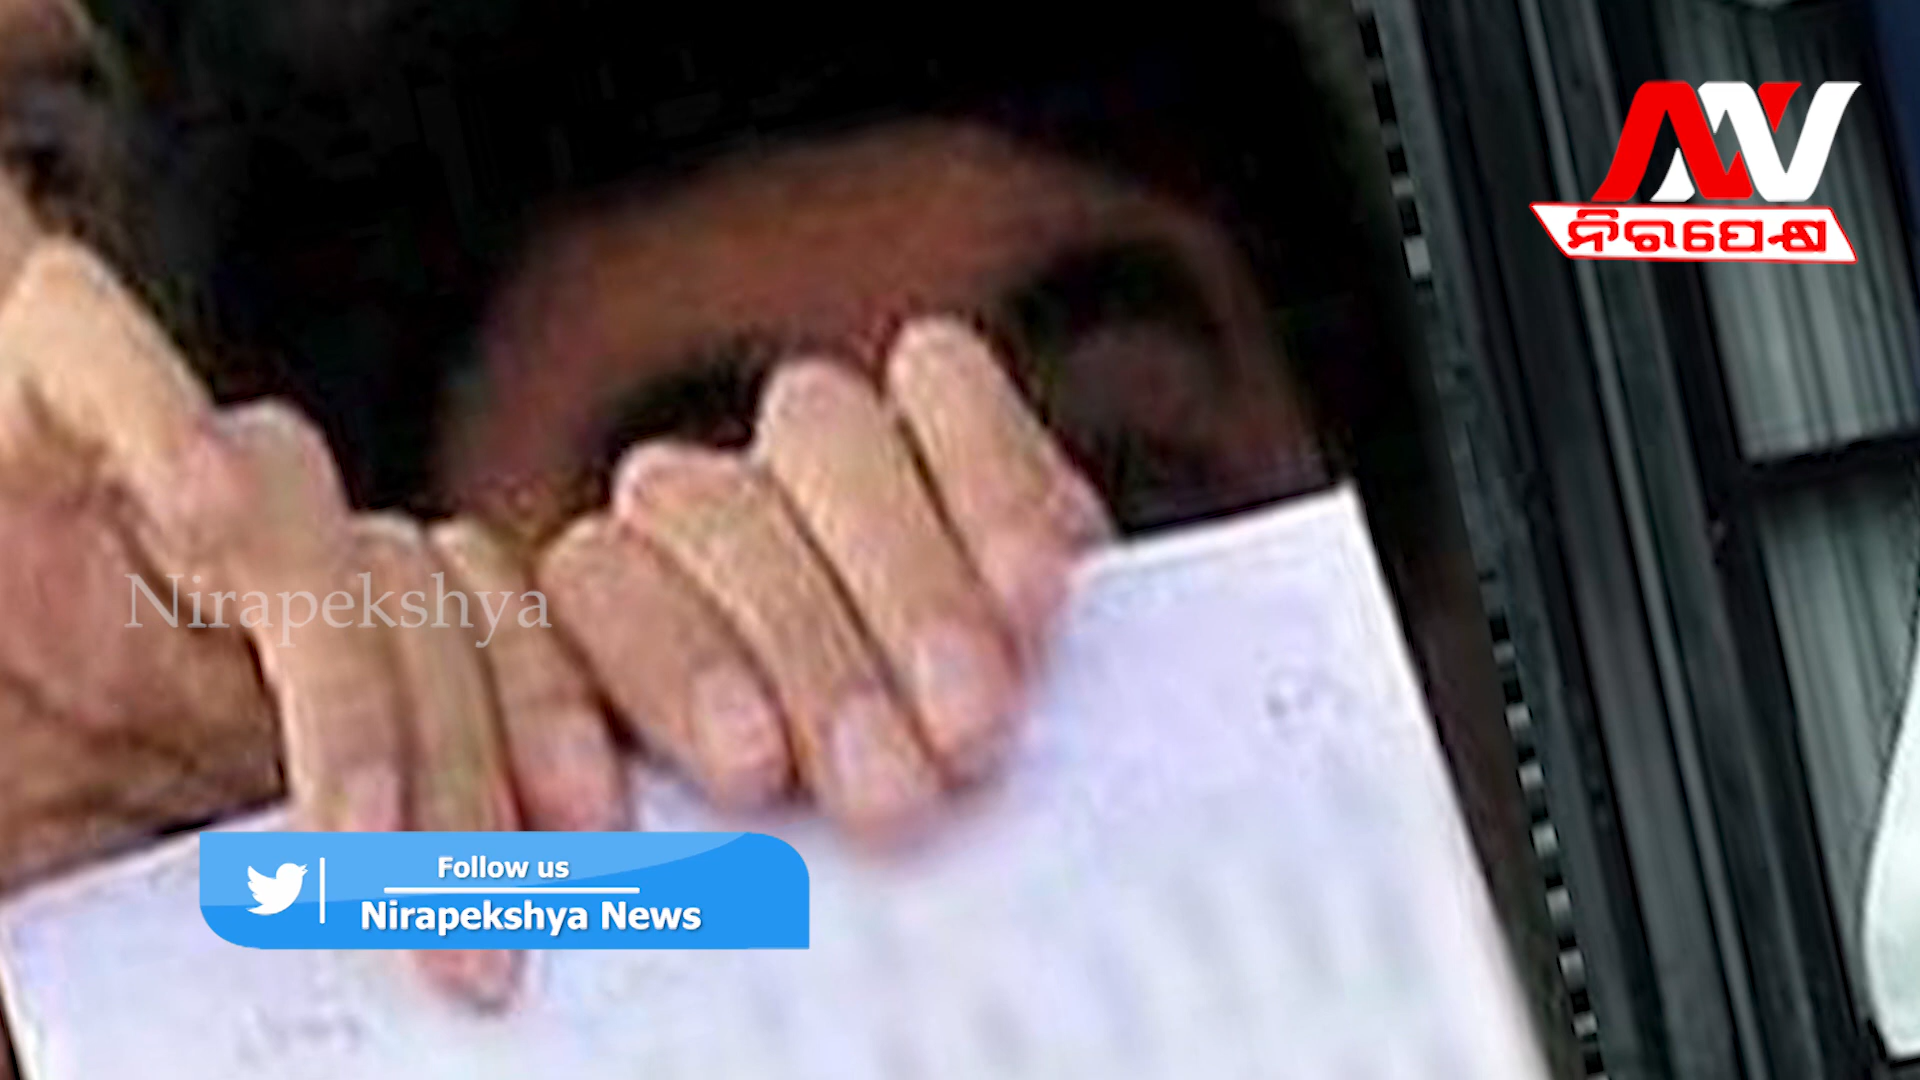 ନିରପେକ୍ଷ
Nirapekshya
Follow us
Nirapekshya News